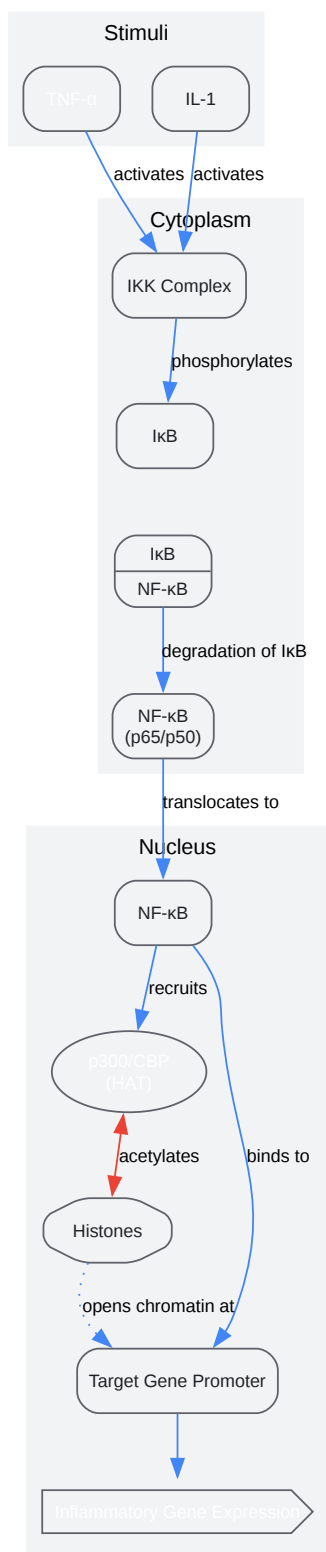 Stimuli
TNF-α
IL-1
activates
activates
Cytoplasm
IKK Complex
phosphorylates
IκB
IκB
NF-κB
degradation of IκB
NF-κB
(p65/p50)
translocates to
Nucleus
NF-κB
recruits
p300/CBP
(HAT)
acetylates
binds to
Histones
opens chromatin at
Target Gene Promoter
Inflammatory Gene Expression